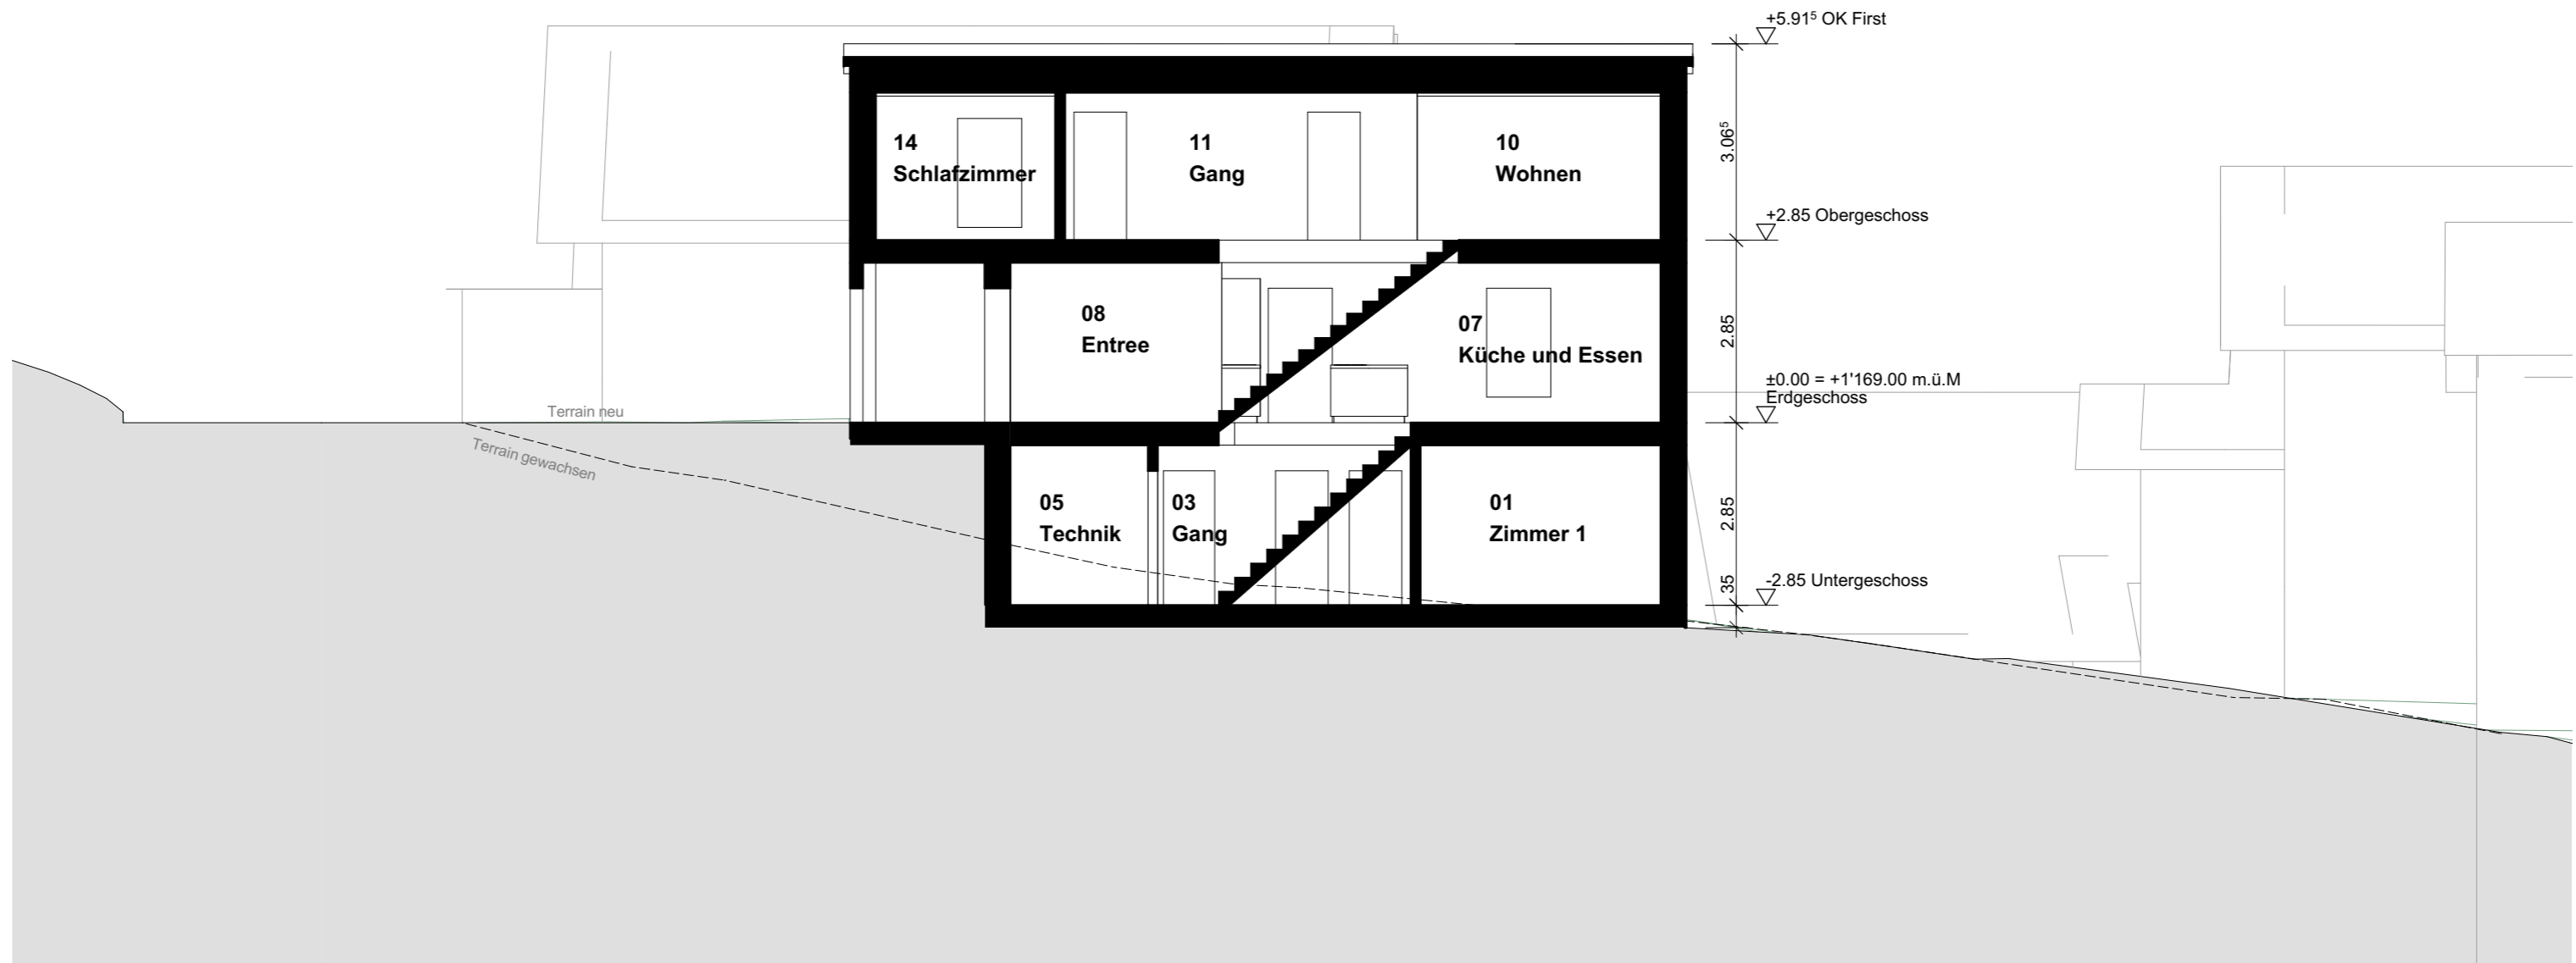 +5.91⁵ OK First
14
Schlafzimmer
11
Gang
10
Wohnen
3.06⁵
+2.85 Obergeschoss
08
Entree
07
Küche und Essen
2.85
±0.00 = +1'169.00 m.ü.M
Erdgeschoss
Terrain neu
Terrain gewachsen
05
Technik
03
Gang
01
Zimmer 1
2.85
35
-2.85 Untergeschoss